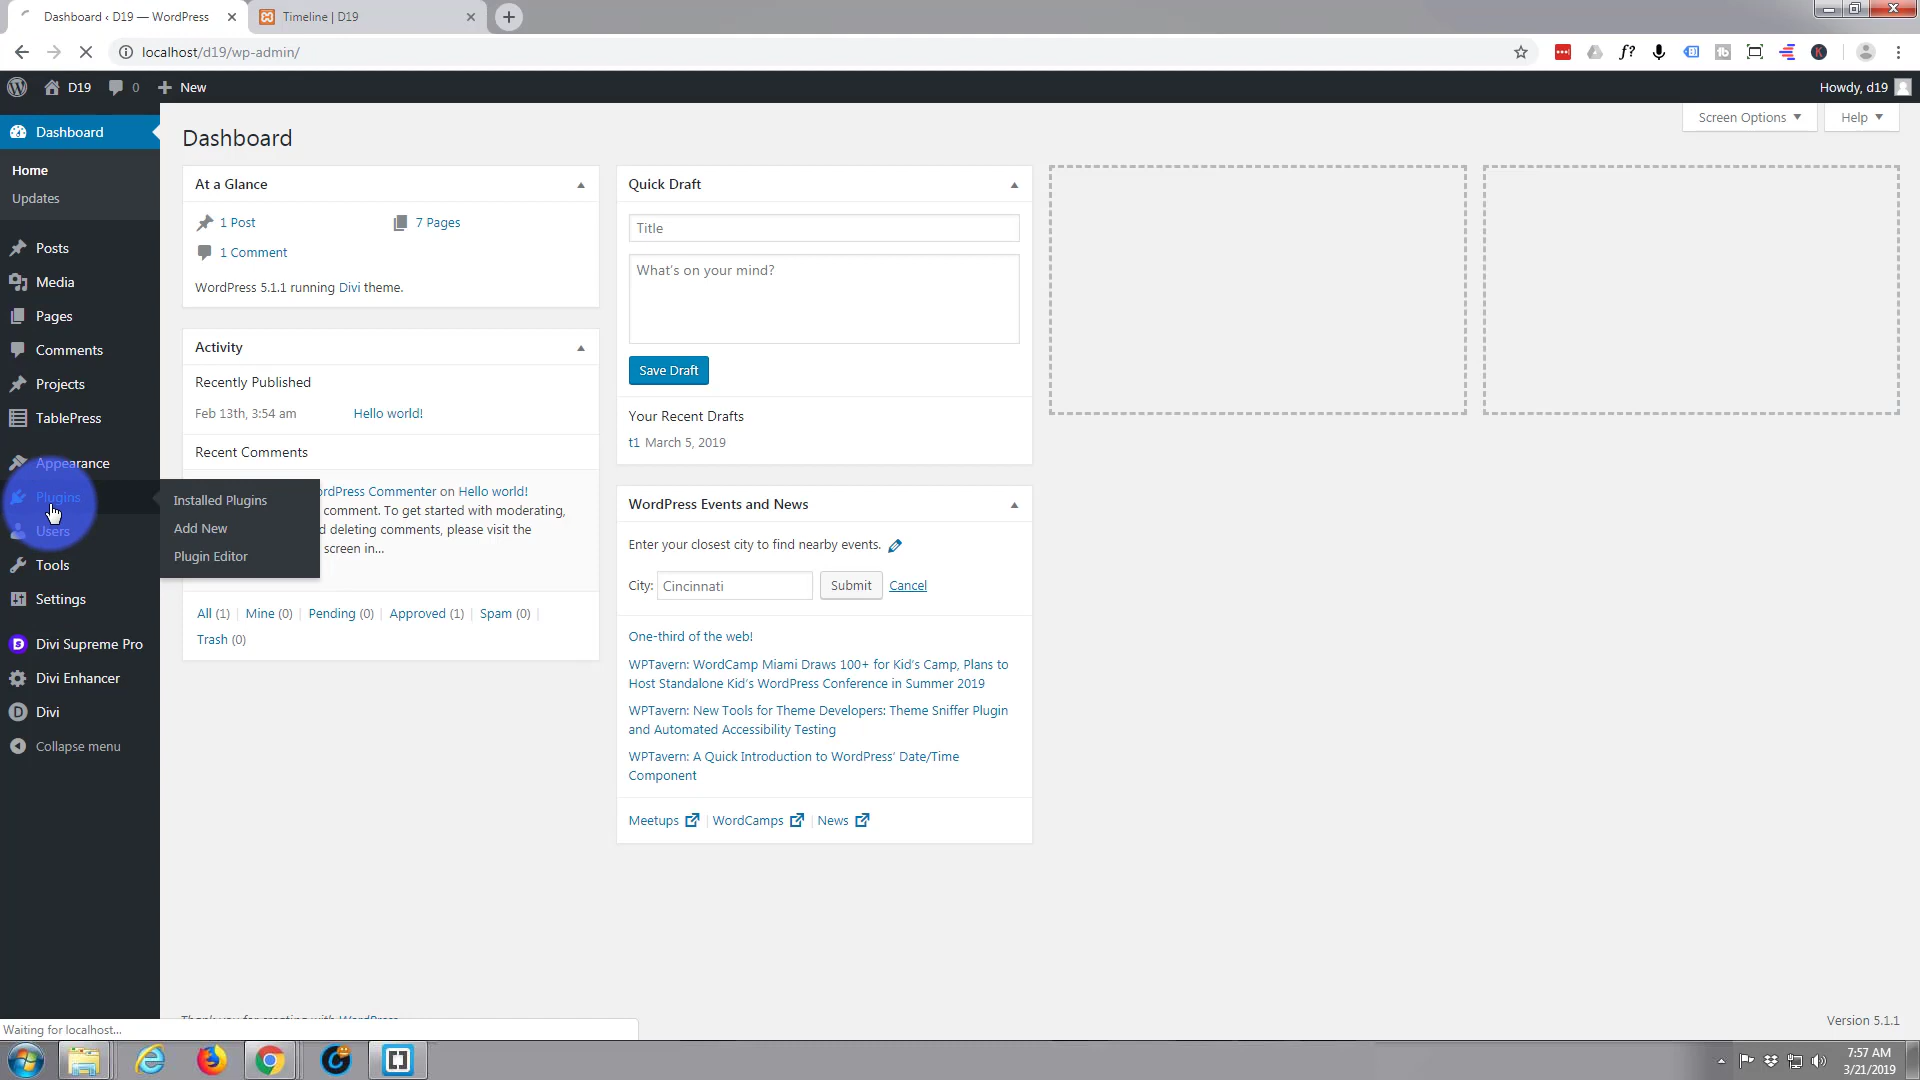 Dashboard ‹ D19 — WordPress
Timeline | D19
localhost/d19/wp-admin/
D19
0
New
Howdy, d19
Dashboard
Home
Updates
Posts
Media
Pages
Comments
Projects
TablePress
Appearance
Plugins
Users
Tools
Settings
Divi Supreme Pro
Divi Enhancer
Divi
Collapse menu
Installed Plugins
Add New
Plugin Editor
Dashboard
Screen Options
Help
At a Glance
1 Post
7 Pages
1 Comment
WordPress 5.1.1 running Divi theme.
Activity
Recently Published
Feb 13th, 3:54 am
Hello world!
Recent Comments
Commenter on Hello world!
comment. To get started with moderating,
deleting comments, please visit the
screen in...
All (1) | Mine (0) | Pending (0) | Approved (1) | Spam (0) |
Trash (0)
Quick Draft
Title
What's on your mind?
Save Draft
Your Recent Drafts
t1 March 5, 2019
WordPress Events and News
Enter your closest city to find nearby events.
City:
Cincinnati
Submit
Cancel
One-third of the web!
WPTavern: WordCamp Miami Draws 100+ for Kid's Camp, Plans to
Host Standalone Kid's WordPress Conference in Summer 2019
WPTavern: New Tools for Theme Developers: Theme Sniffer Plugin
and Automated Accessibility Testing
WPTavern: A Quick Introduction to WordPress' Date/Time
Component
Meetups | WordCamps | News
Version 5.1.1
Waiting for localhost...
7:57 AM
3/21/2019